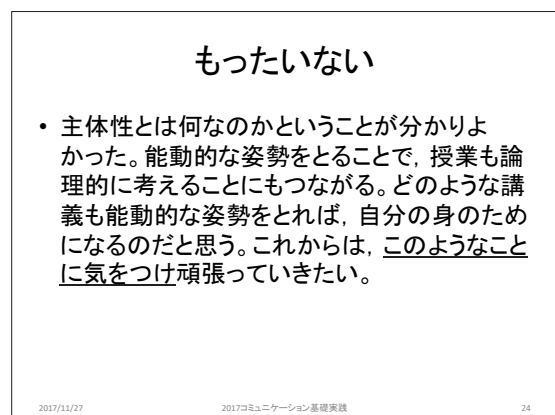 もったいない
• 主体性とは何なのかということが分かりよ
かった。能動的な姿勢をとることで，授業も論
理的に考えることにもつながる。どのような講
義も能動的な姿勢をとれば，自分の身のため
になるのだと思う。これからは，このようなこと
に気をつけ頑張っていきたい。
2017/11/27 2017コミュニケーション基礎実践 24